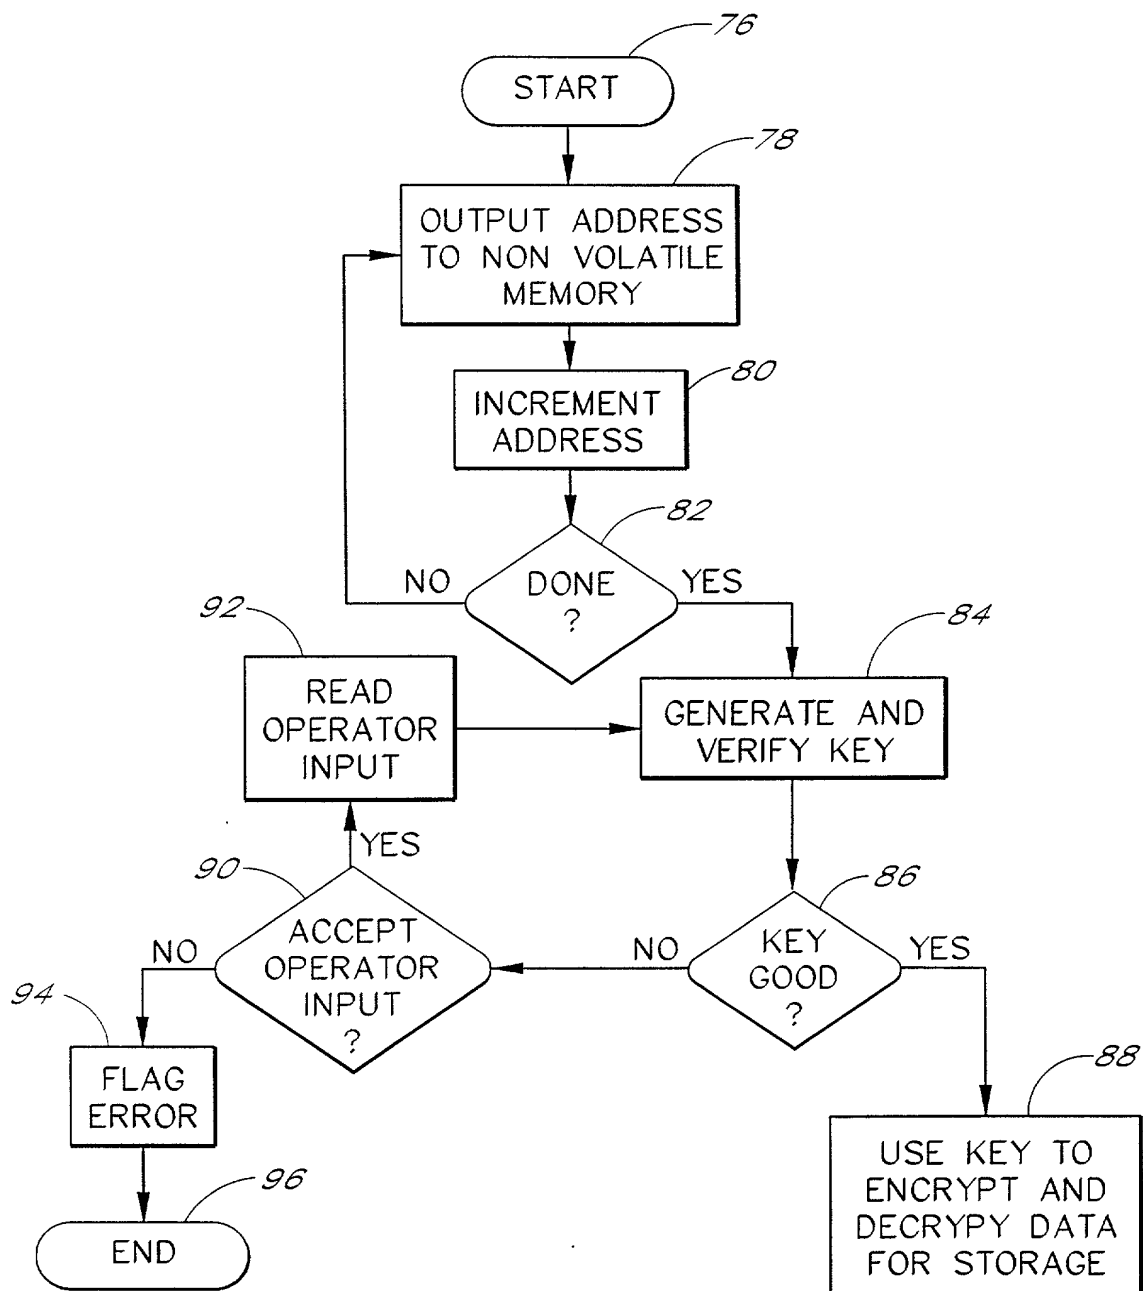 76
START
78
OUTPUT ADDRESS
TO NON VOLATILE
MEMORY
80
INCREMENT
ADDRESS
82
DONE
?
NO
YES
92
READ
OPERATOR
INPUT
84
GENERATE AND
VERIFY KEY
YES
90
ACCEPT
OPERATOR
INPUT
?
NO
86
KEY
GOOD
?
NO
YES
94
FLAG
ERROR
88
USE KEY TO
ENCRYPT AND
DECRYPY DATA
FOR STORAGE
96
END